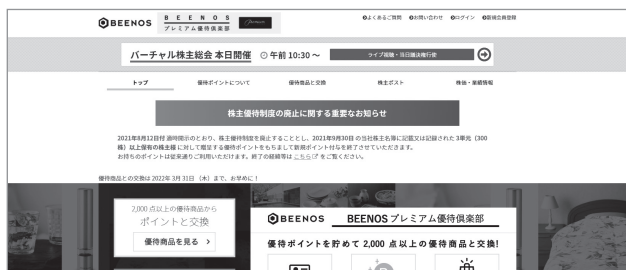 BEENOS
BEENOS
プレミアム優待倶楽部
Premium
よくあるご質問 お問い合わせ ログイン 新規会員登録
バーチャル株主総会 本日開催 午前 10:30 ～ ライブ視聴・当日議決権行使
トップ 優待ポイントについて 優待商品と交換 株主ポスト 株価・業績情報
株主優待制度の廃止に関する重要なお知らせ
2021年8月12日付 適時開示のとおり、株主優待制度を廃止することとし、2021年9月30日 の当社株主名簿に記載又は記録された 3単元（300
株）以上保有の株主様 に対して贈呈する優待ポイントをもちまして新規ポイント付与を終了させていただきます。
お持ちのポイントは従来通りご利用いただけます。終了の経緯等は こちら をご覧ください。
優待商品との交換は 2022年 3月 31日 （木）まで、お早めに！
2,000 点以上の優待商品から
ポイントと交換
優待商品を見る
BEENOS BEENOS プレミアム優待倶楽部
優待ポイントを貯めて 2,000 点以上の優待商品と交換!